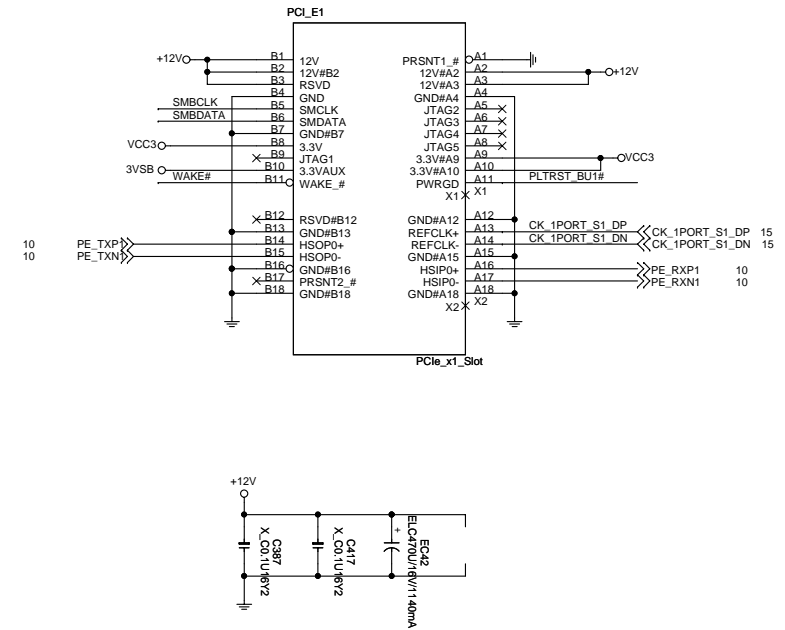 PCI_E1
+12V B1 12V PRSNT1_# A1
B2 12V#B2 12V#A2 A2 +12V
B3 RSVD 12V#A3 A3
B4 GND GND#A4 A4
SMBCLK B5 SMCLK JTAG2 A5
SMBDATA B6 SMDATA JTAG3 A6
B7 GND#B7 JTAG4 A7
VCC3 B8 3.3V JTAG5 A8
B9 JTAG1 3.3V#A9 A9 VCC3
3VSB B10 3.3VAUX 3.3V#A10 A10
WAKE# B11 WAKE_# PWRGD A11 PLTRST_BU1#
X1 X1
B12 RSVD#B12 GND#A12 A12
B13 GND#B13 REFCLK+ A13 CK_1PORT_S1_DP CK_1PORT_S1_DP 15
10 PE_TXP1 B14 HSOP0+ REFCLK- A14 CK_1PORT_S1_DN CK_1PORT_S1_DN 15
10 PE_TXN1 B15 HSOP0- GND#A15 A15
B16 GND#B16 HSIP0+ A16 PE_RXP1 10
B17 PRSNT2_# HSIP0- A17 PE_RXN1 10
B18 GND#B18 GND#A18 A18
X2 X2
PCIe_x1_Slot
+12V
C387
X_C0.1U16Y2
C417
X_C0.1U16Y2
+
EC42
ELC470U/16V/1140mA